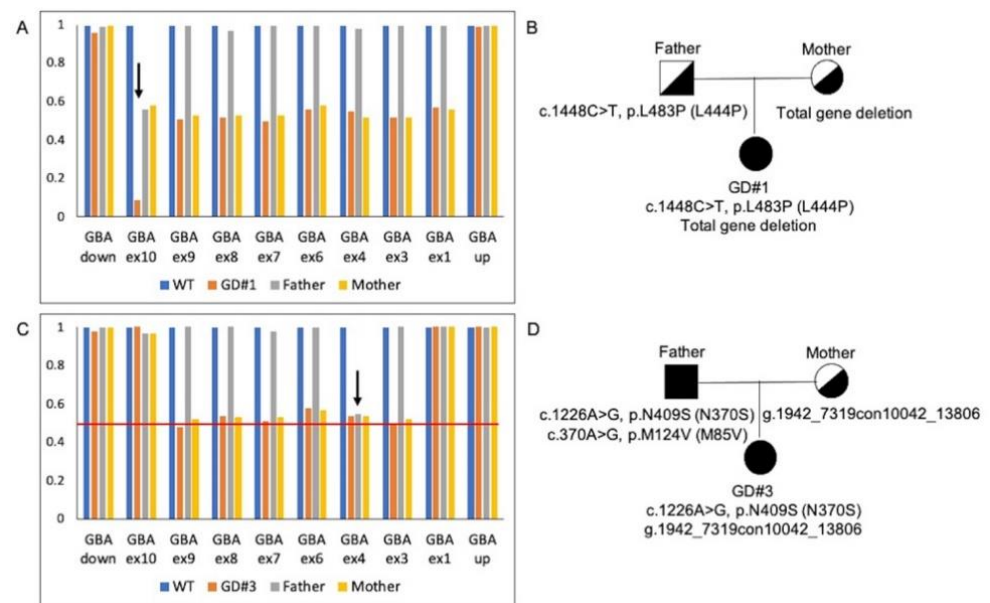 A
1
0.8
0.6
0.4
0.2
0
GBA GBA GBA GBA GBA GBA GBA GBA GBA GBA
down ex10 ex9 ex8 ex7 ex6 ex4 ex3 ex1 up
WT GD#1 Father Mother
B
Father Mother
c.1448C>T, p.L483P (L444P) Total gene deletion
GD#1
c.1448C>T, p.L483P (L444P)
Total gene deletion
C
1
0.8
0.6
0.4
0.2
0
GBA GBA GBA GBA GBA GBA GBA GBA GBA GBA
down ex10 ex9 ex8 ex7 ex6 ex4 ex3 ex1 up
WT GD#3 Father Mother
D
Father Mother
c.1226A>G, p.N409S (N370S) g.1942_7319con10042_13806
c.370A>G, p.M124V (M85V)
GD#3
c.1226A>G, p.N409S (N370S)
g.1942_7319con10042_13806